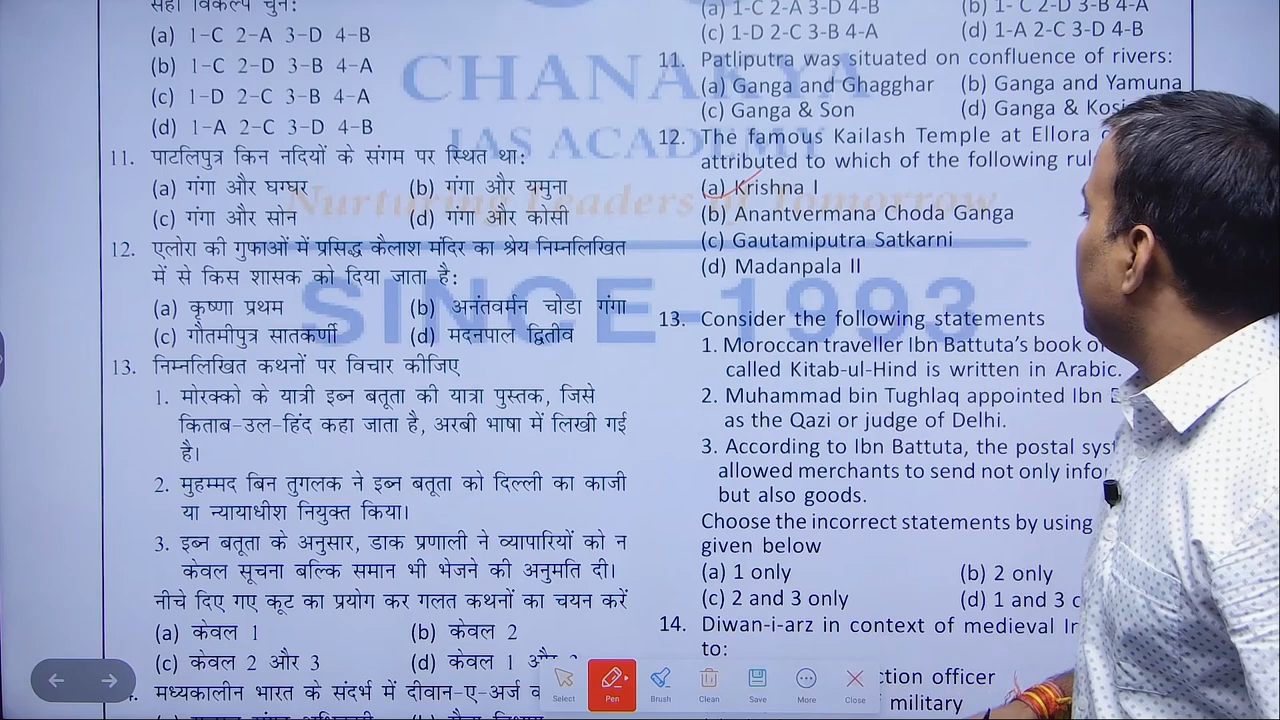 सही विकल्प चुनें:
(a) 1-C 2-A 3-D 4-B
(b) 1-C 2-D 3-B 4-A
(c) 1-D 2-C 3-B 4-A
(d) 1-A 2-C 3-D 4-B
11. पाटलिपुत्र किन नदियों के संगम पर स्थित था:
(a) गंगा और घग्घर (b) गंगा और यमुना
(c) गंगा और सोन (d) गंगा और कोसी
12. एलोरा की गुफाओं में प्रसिद्ध कैलाश मंदिर का श्रेय निम्नलिखित
में से किस शासक को दिया जाता है:
(a) कृष्णा प्रथम (b) अनंतवर्मन चोडा गंगा
(c) गौतमीपुत्र सातकर्णी (d) मदनपाल द्वितीय
13. निम्नलिखित कथनों पर विचार कीजिए
1. मोरक्को के यात्री इब्न बतूता की यात्रा पुस्तक, जिसे
किताब-उल-हिंद कहा जाता है, अरबी भाषा में लिखी गई
है।
2. मुहम्मद बिन तुगलक ने इब्न बतूता को दिल्ली का काजी
या न्यायाधीश नियुक्त किया।
3. इब्न बतूता के अनुसार, डाक प्रणाली ने व्यापारियों को न
केवल सूचना बल्कि समान भी भेजने की अनुमति दी।
नीचे दिए गए कूट का प्रयोग कर गलत कथनों का चयन करें
(a) केवल 1 (b) केवल 2
(c) केवल 2 और 3 (d) केवल 1 और
मध्यकालीन भारत के संदर्भ में दीवान-ए-अर्ज
(a) 1-C 2-A 3-D 4-B (b) 1- C 2-D 3-B 4-A
(c) 1-D 2-C 3-B 4-A (d) 1-A 2-C 3-D 4-B
11. Patliputra was situated on confluence of rivers:
(a) Ganga and Ghagghar (b) Ganga and Yamuna
(c) Ganga & Son (d) Ganga & Kosi
12. The famous Kailash Temple at Ellora
attributed to which of the following
(a) Krishna I
(b) Anantvermana Choda Ganga
(c) Gautamiputra Satkarni
(d) Madanpala II
13. Consider the following statements
1. Moroccan traveller Ibn Battuta's book
called Kitab-ul-Hind is written in Arabic.
2. Muhammad bin Tughlaq appointed Ibn
as the Qazi or judge of Delhi.
3. According to Ibn Battuta, the postal
allowed merchants to send not only
but also goods.
Choose the incorrect statements by using
given below
(a) 1 only (b) 2 only
(c) 2 and 3 only (d) 1 and 3
14. Diwan-i-arz in context of medieval
to:
officer
military
CHANAKYA
IAS ACADEMY
Nurturing Leaders of Tomorrow
SINCE-1993
Select Pen Brush Clean Save More Close